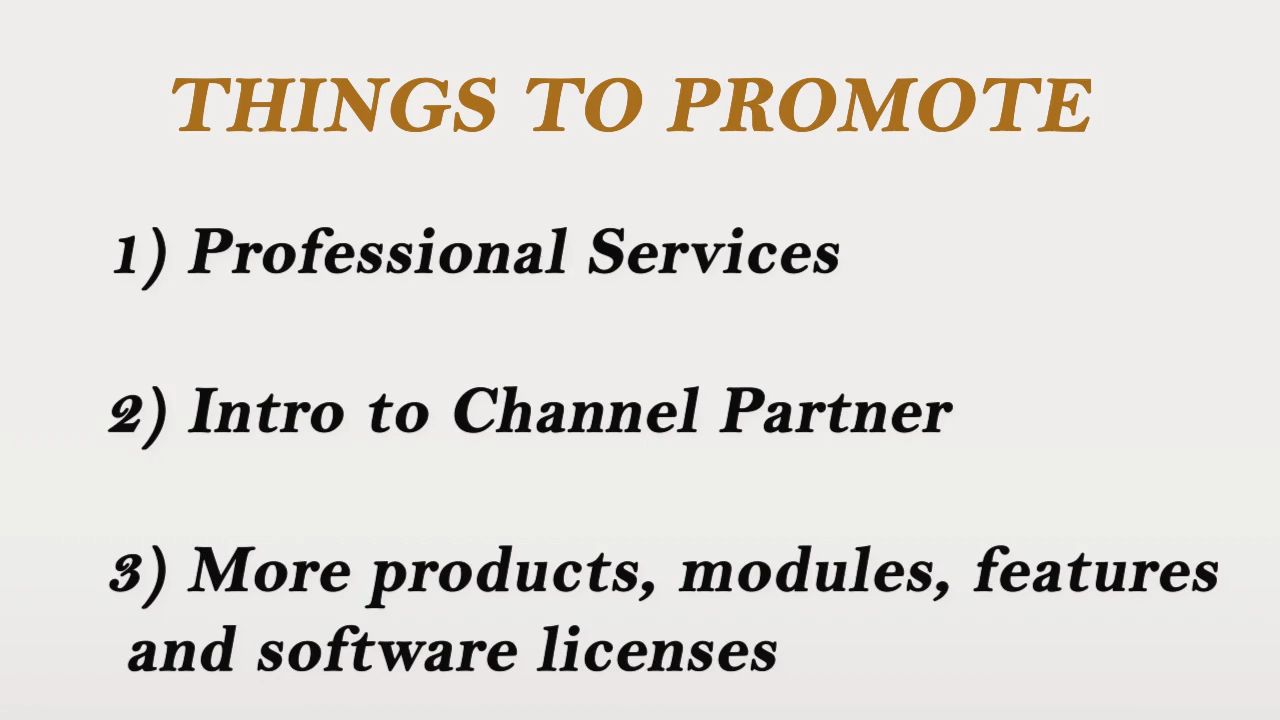 THINGS TO PROMOTE
1) Professional Services
2) Intro to Channel Partner
3) More products, modules, features
and software licenses